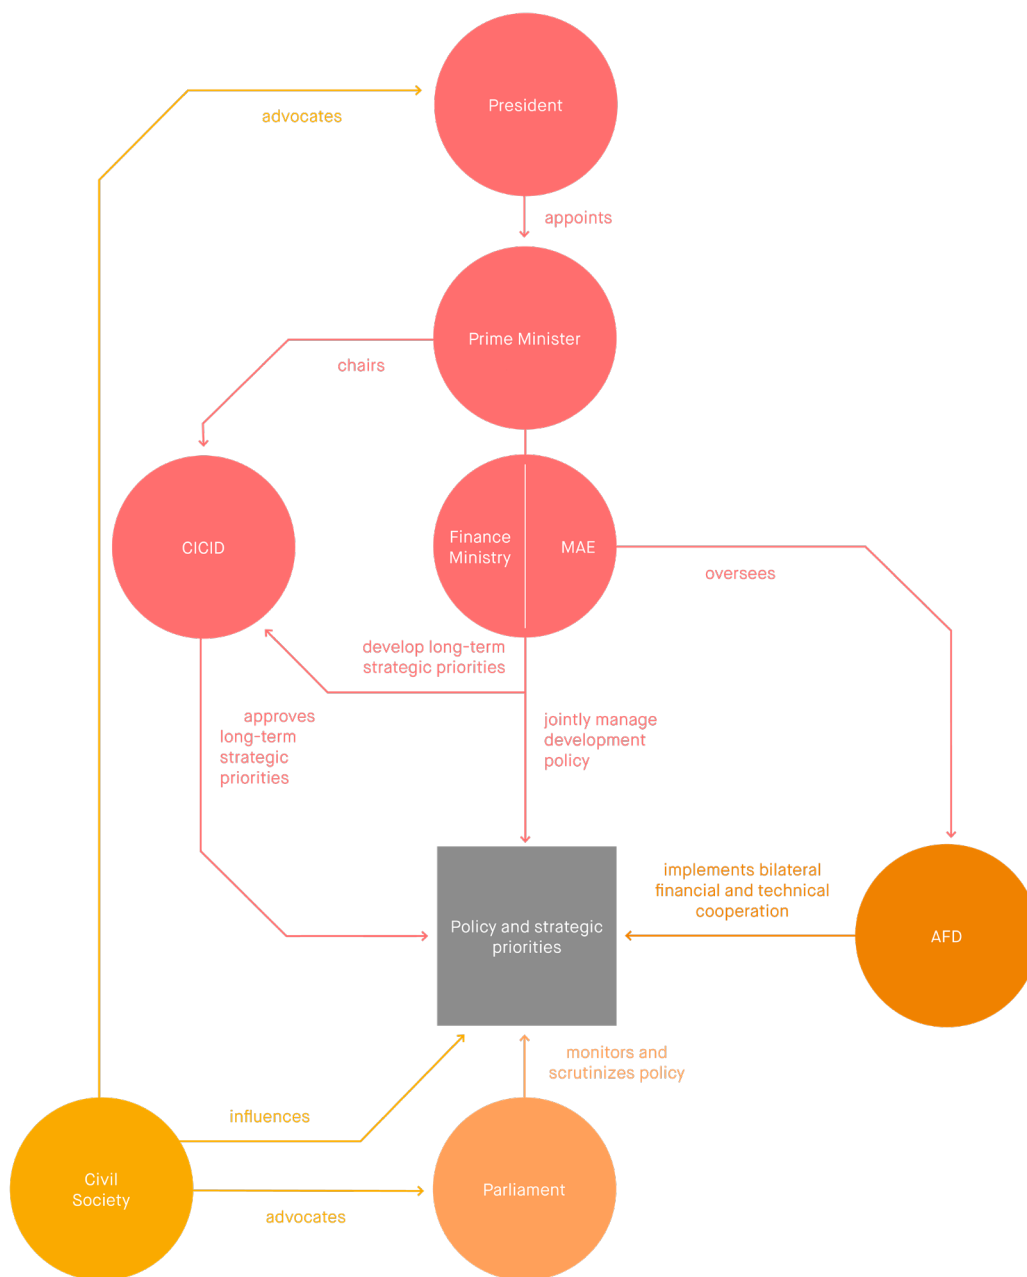 President
advocates
appoints
Prime Minister
chairs
CICID
Finance
Ministry
MAE
oversees
develop long-term
strategic priorities
approves
long-term
strategic
priorities
jointly manage
development
policy
implements bilateral
financial and technical
cooperation
Policy and strategic
priorities
AFD
monitors and
scrutinizes policy
influences
Civil
Society
Parliament
advocates